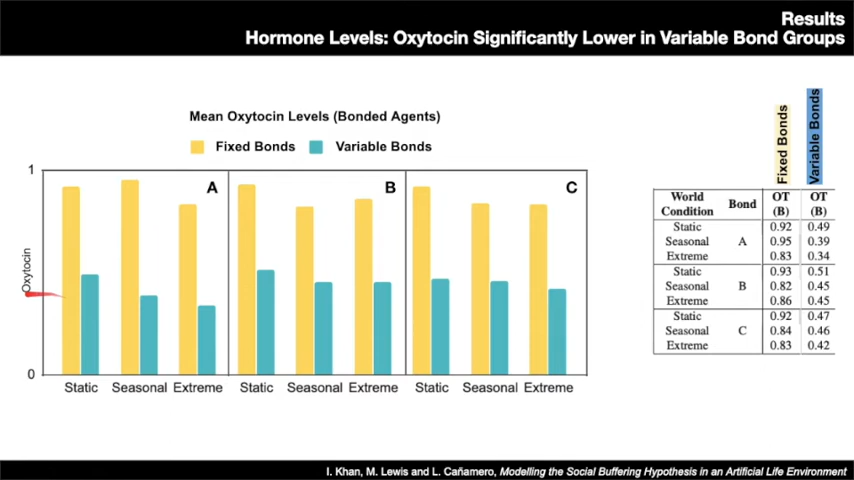 Results
Hormone Levels: Oxytocin Significantly Lower in Variable Bond Groups
Mean Oxytocin Levels (Bonded Agents)
Fixed Bonds Variable Bonds
1
A B C
Oxytocin
0
Static Seasonal Extreme Static Seasonal Extreme Static Seasonal Extreme
Fixed Bonds
Variable Bonds
World Condition Bond OT (B) OT (B)
Static 0.92 0.49
Seasonal A 0.95 0.39
Extreme 0.83 0.34
Static 0.93 0.51
Seasonal B 0.82 0.45
Extreme 0.86 0.45
Static 0.92 0.47
Seasonal C 0.84 0.46
Extreme 0.83 0.42
I. Khan, M. Lewis and L. Cañamero, Modelling the Social Buffering Hypothesis in an Artificial Life Environment